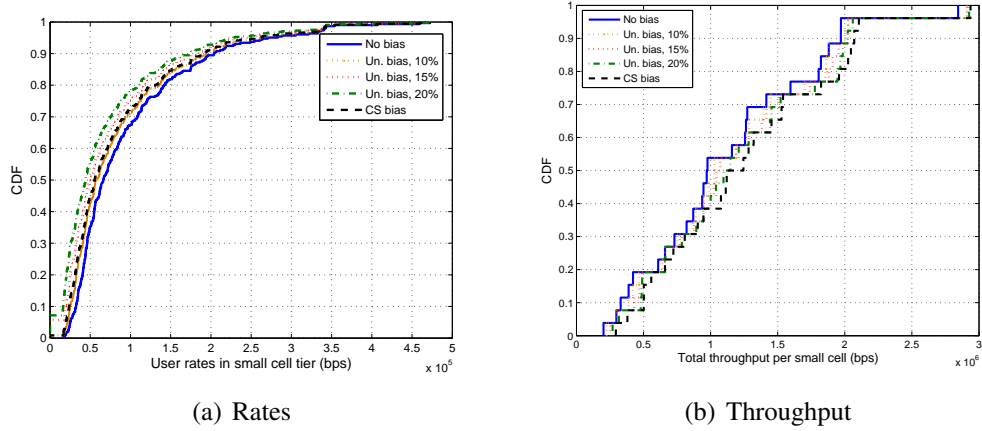 1
0.9
0.8
0.7
0.6
0.5
0.4
0.3
0.2
0.1
0
CDF
0 0.5 1 1.5 2 2.5 3 3.5 4 4.5 5
x 10^5
User rates in small cell tier (bps)
No bias
Un. bias, 10%
Un. bias, 15%
Un. bias, 20%
CS bias
(a) Rates
1
0.9
0.8
0.7
0.6
0.5
0.4
0.3
0.2
0.1
0
CDF
0 0.5 1 1.5 2 2.5 3
x 10^6
Total throughput per small cell (bps)
No bias
Un. bias, 10%
Un. bias, 15%
Un. bias, 20%
CS bias
(b) Throughput